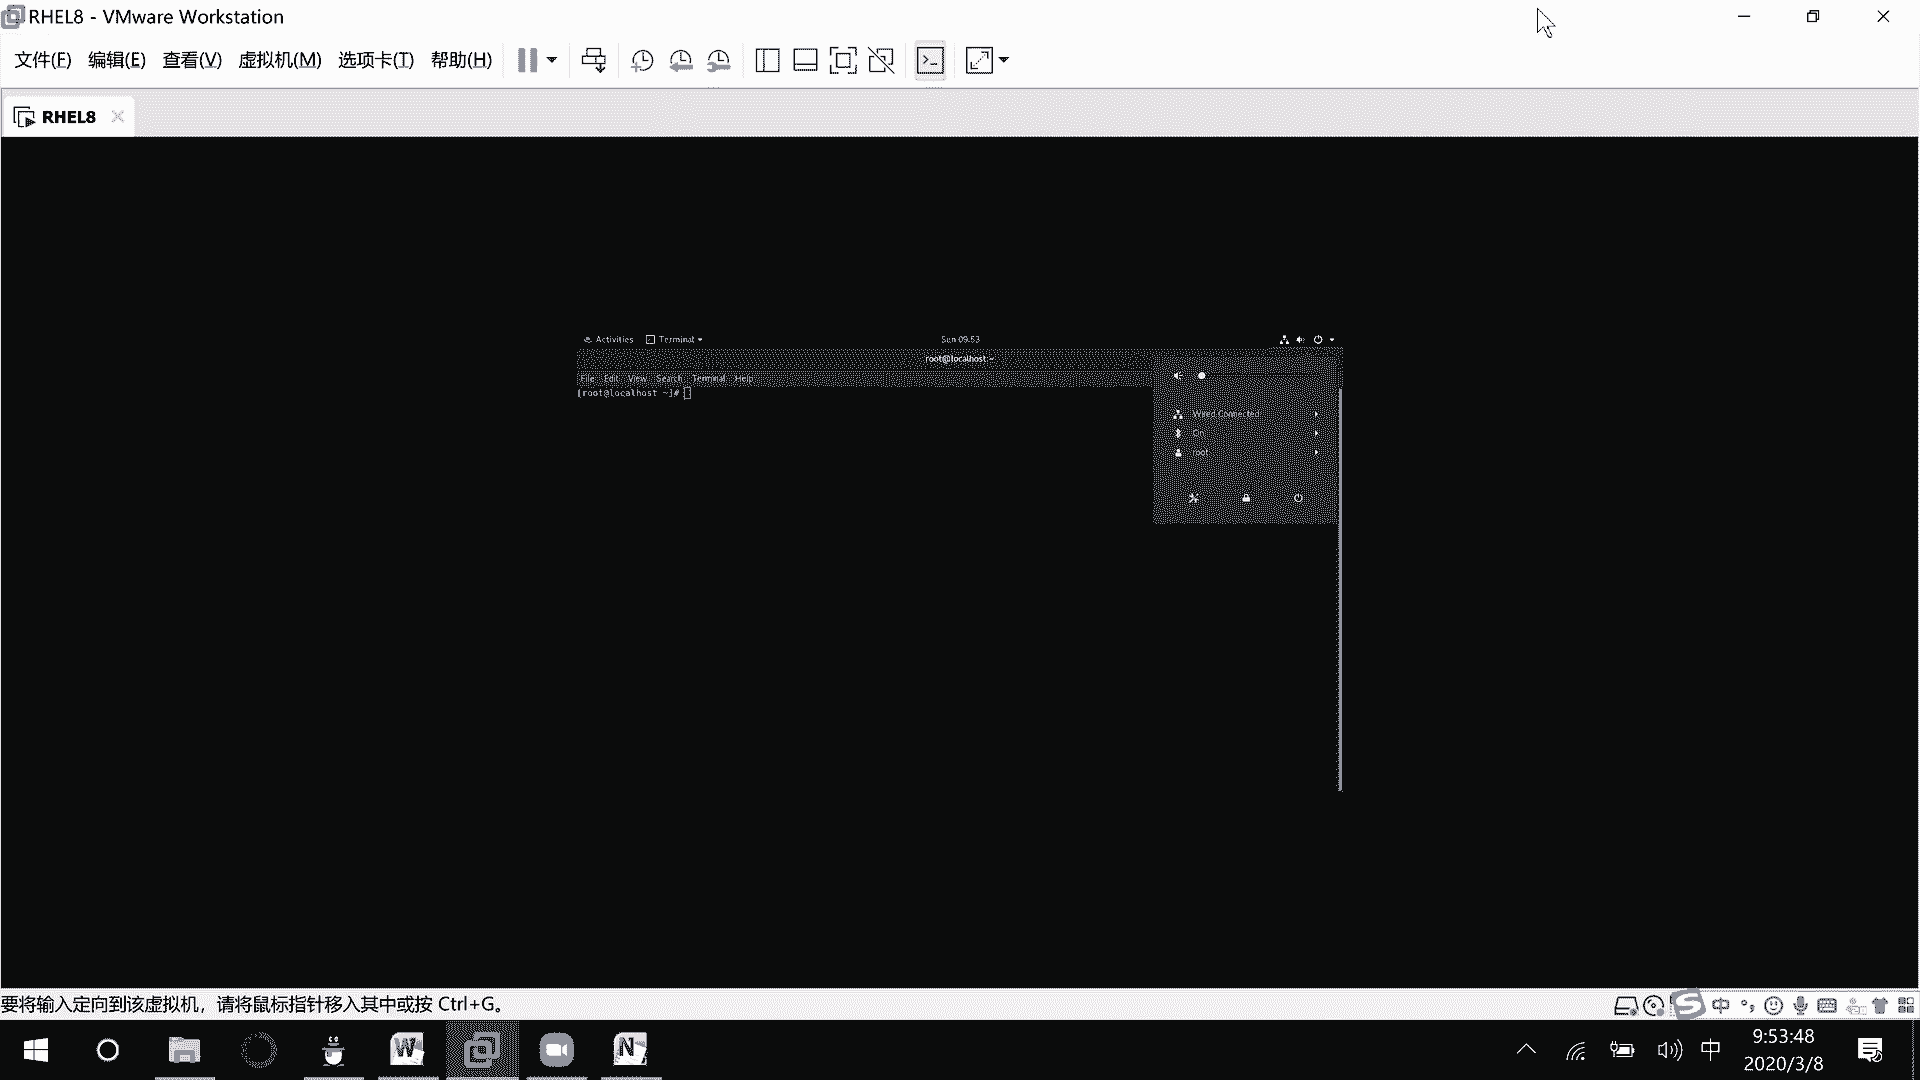 RHEL8 - VMware Workstation
文件(F) 编辑(E) 查看(V) 虚拟机(M) 选项卡(T) 帮助(H)
RHEL8
Activities Terminal Sun 09:53
root@localhost:~
File Edit View Search Terminal Help
[root@localhost ~]#
Wired Connected
On
root
要将输入定向到该虚拟机，请将鼠标指针移入其中或按 Ctrl+G。
中
中 9:53:48
2020/3/8